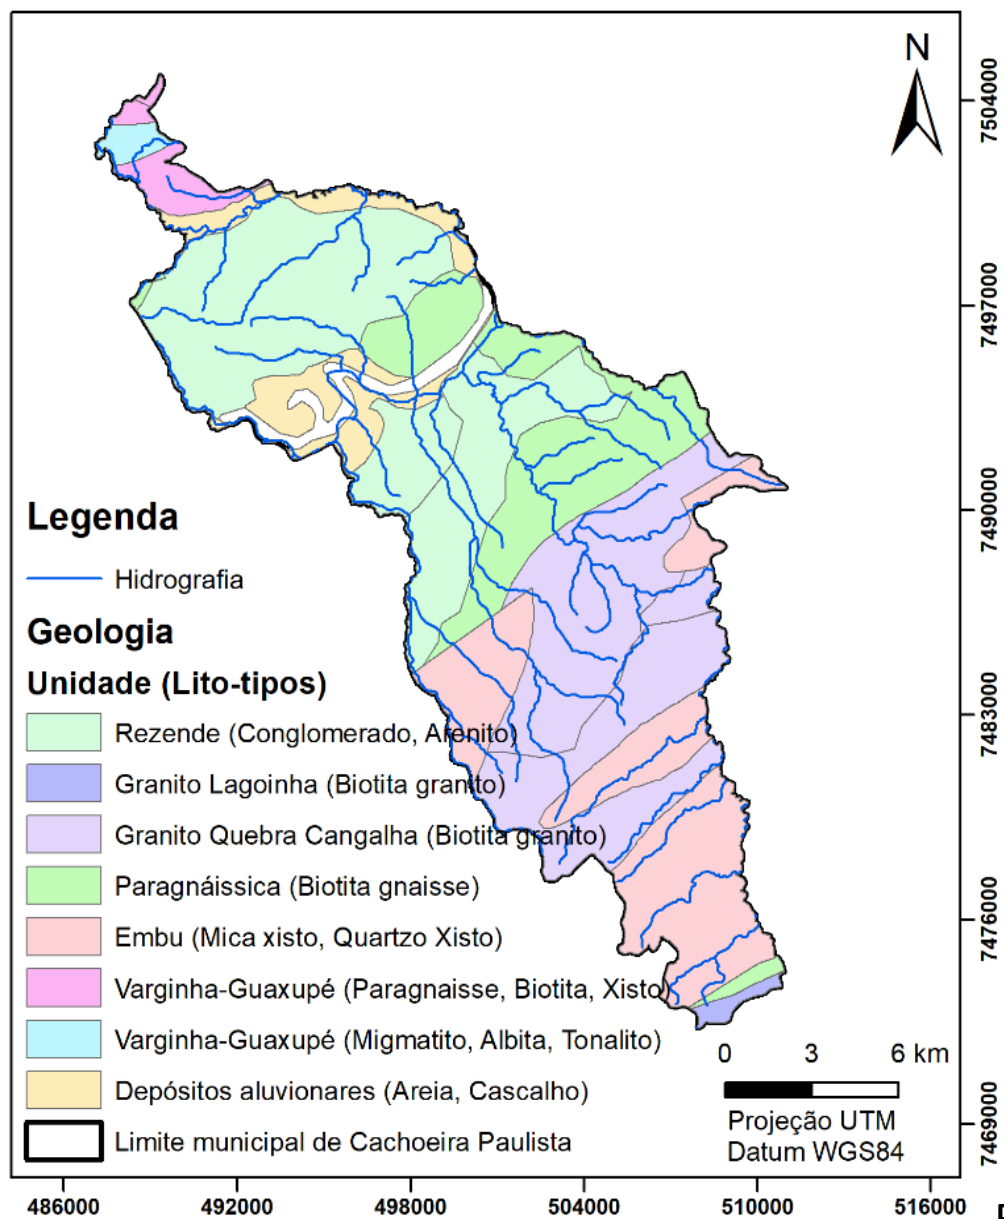 N
7504000
7497000
7490000
7483000
7476000
7469000
Legenda
Hidrografia
Geologia
Unidade (Lito-tipos)
Rezende (Conglomerado, Arenito)
Granito Lagoinha (Biotita granito)
Granito Quebra Cangalha (Biotita granito)
Paragnáissica (Biotita gnaisse)
Embu (Mica xisto, Quartzo Xisto)
Varginha-Guaxupé (Paragnaisse, Biotita, Xisto)
Varginha-Guaxupé (Migmatito, Albita, Tonalito)
Depósitos aluvionares (Areia, Cascalho)
Limite municipal de Cachoeira Paulista
0 3 6 km
Projeção UTM
Datum WGS84
486000 492000 498000 504000 510000 516000